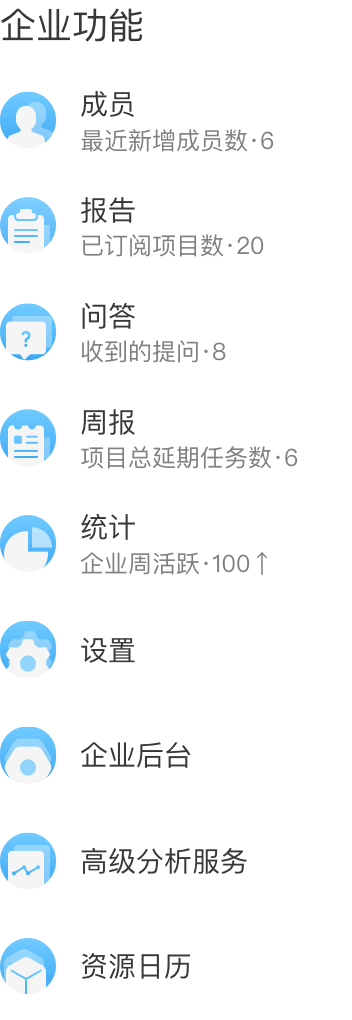 企业功能
成员
最近新增成员数·6
报告
已订阅项目数·20
?
问答
收到的提问·8
周报
项目总延期任务数·6
统计
企业周活跃·100↑
设置
企业后台
高级分析服务
资源日历